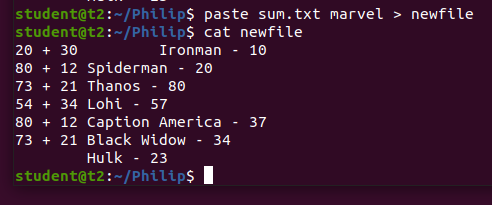 student@t2:~/Philip$ paste sum.txt marvel > newfile
student@t2:~/Philip$ cat newfile
20 + 30          Ironman - 10
80 + 12 Spiderman - 20
73 + 21 Thanos - 80
54 + 34 Lohi - 57
80 + 12 Caption America - 37
73 + 21 Black Widow - 34
        Hulk - 23
student@t2:~/Philip$